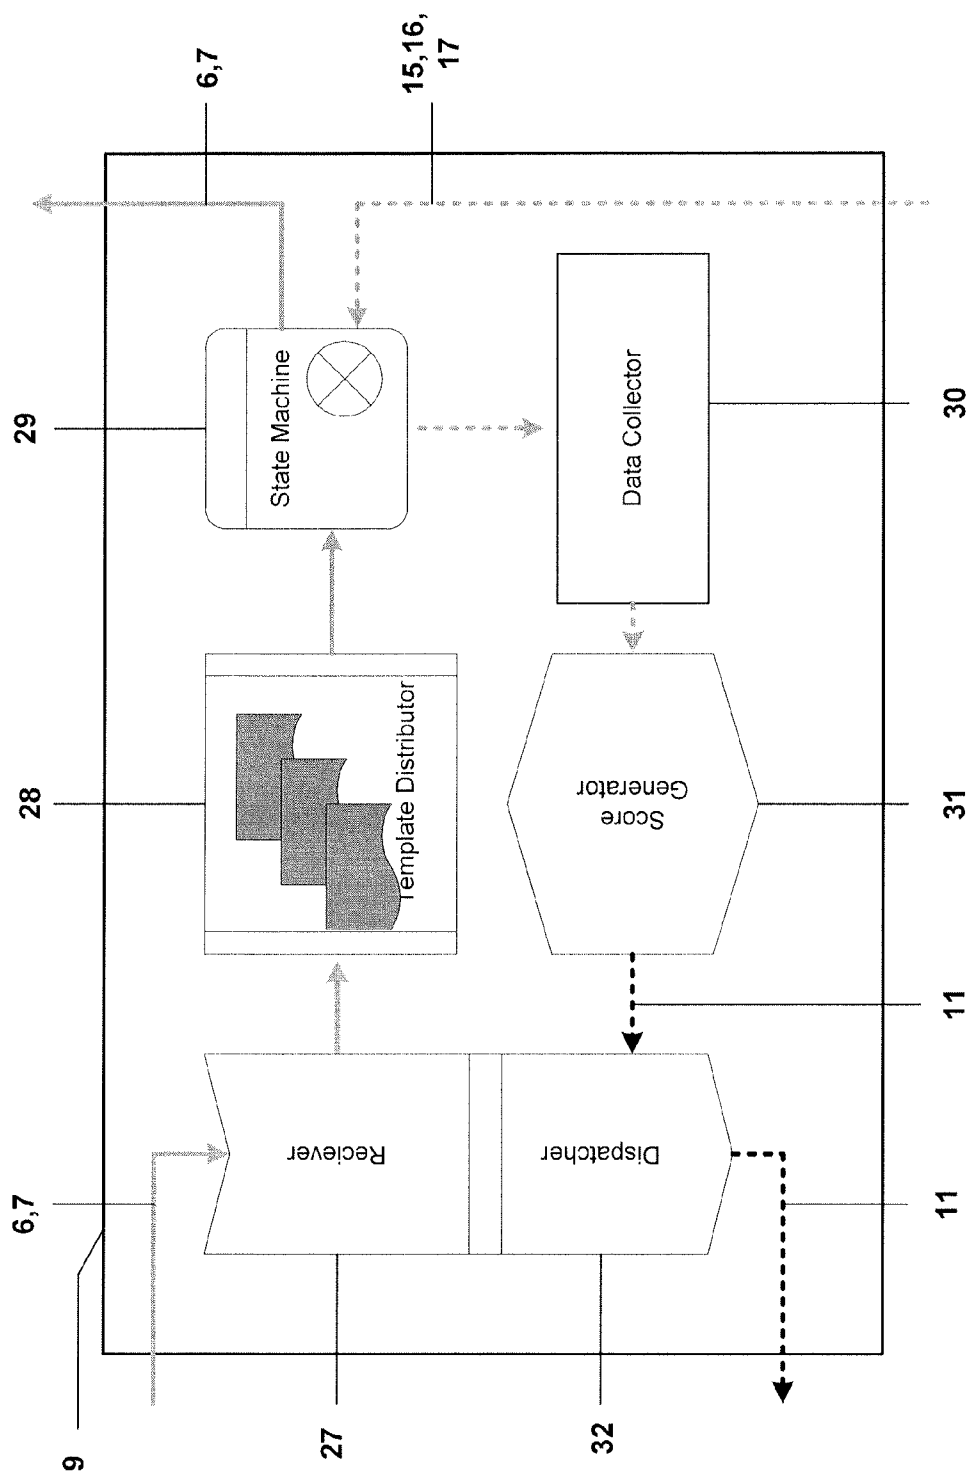 9
6,7
28
29
6,7
15,16,
17
Reciever
Template Distributor
State Machine
Dispatcher
Score
Generator
Data Collector
27
32
11
11
31
30